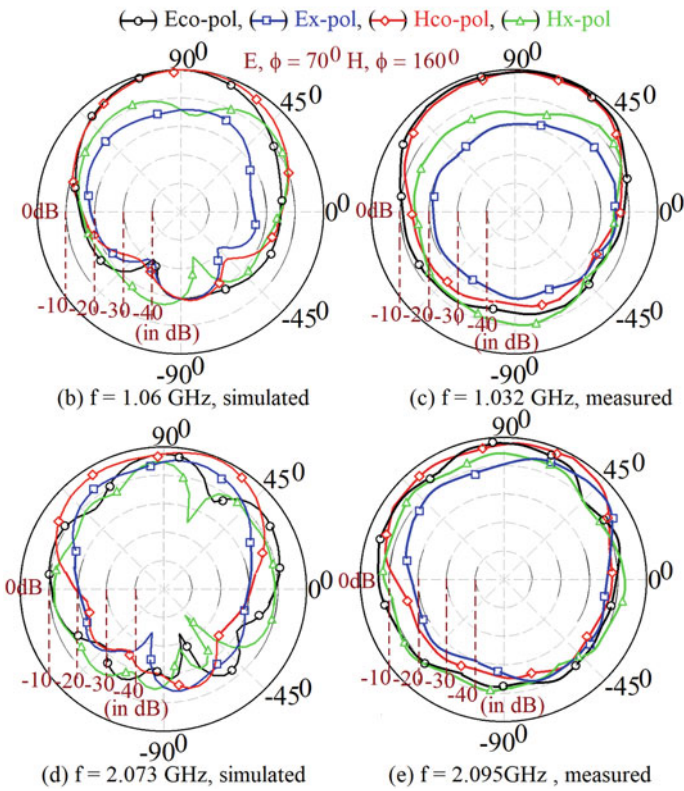 (-○-) Eco-pol, (-□-) Ex-pol, (-◇-) Hco-pol, (-△-) Hx-pol
E, ϕ = 70⁰ H, ϕ = 160⁰
90⁰
45⁰
0⁰
0dB
-10
-20
-30
-40
(in dB)
-45⁰
-90⁰
(b) f = 1.06 GHz, simulated
90⁰
45⁰
0⁰
0dB
-10
-20
-30
-40
(in dB)
-45⁰
-90⁰
(c) f = 1.032 GHz, measured
90⁰
45⁰
0⁰
0dB
-10
-20
-30
-40
(in dB)
-45⁰
-90⁰
(d) f = 2.073 GHz, simulated
90⁰
45⁰
0⁰
0dB
-10
-20
-30
-40
(in dB)
-45⁰
-90⁰
(e) f = 2.095GHz , measured